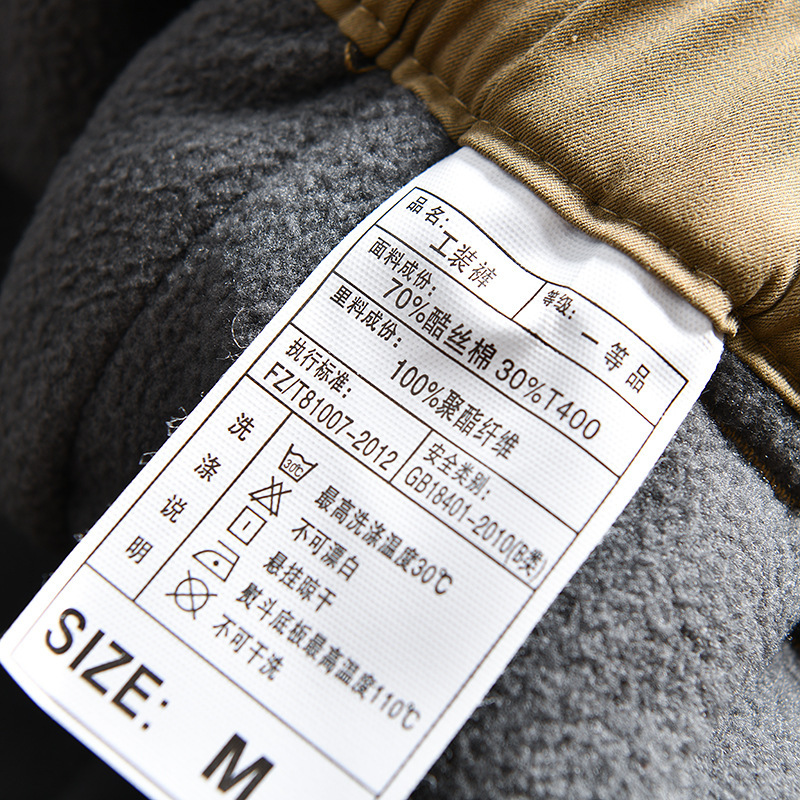 品名: 工装裤
等级: 一等品
面料成份: 70%酷丝棉 30%T400
里料成份: 100%聚酯纤维
执行标准: FZ/T81007-2012
安全类别: GB18401-2010(B类)
洗涤说明
30℃ 最高洗涤温度30℃
不可漂白
悬挂晾干
熨斗底板最高温度110℃
不可干洗
SIZE: M